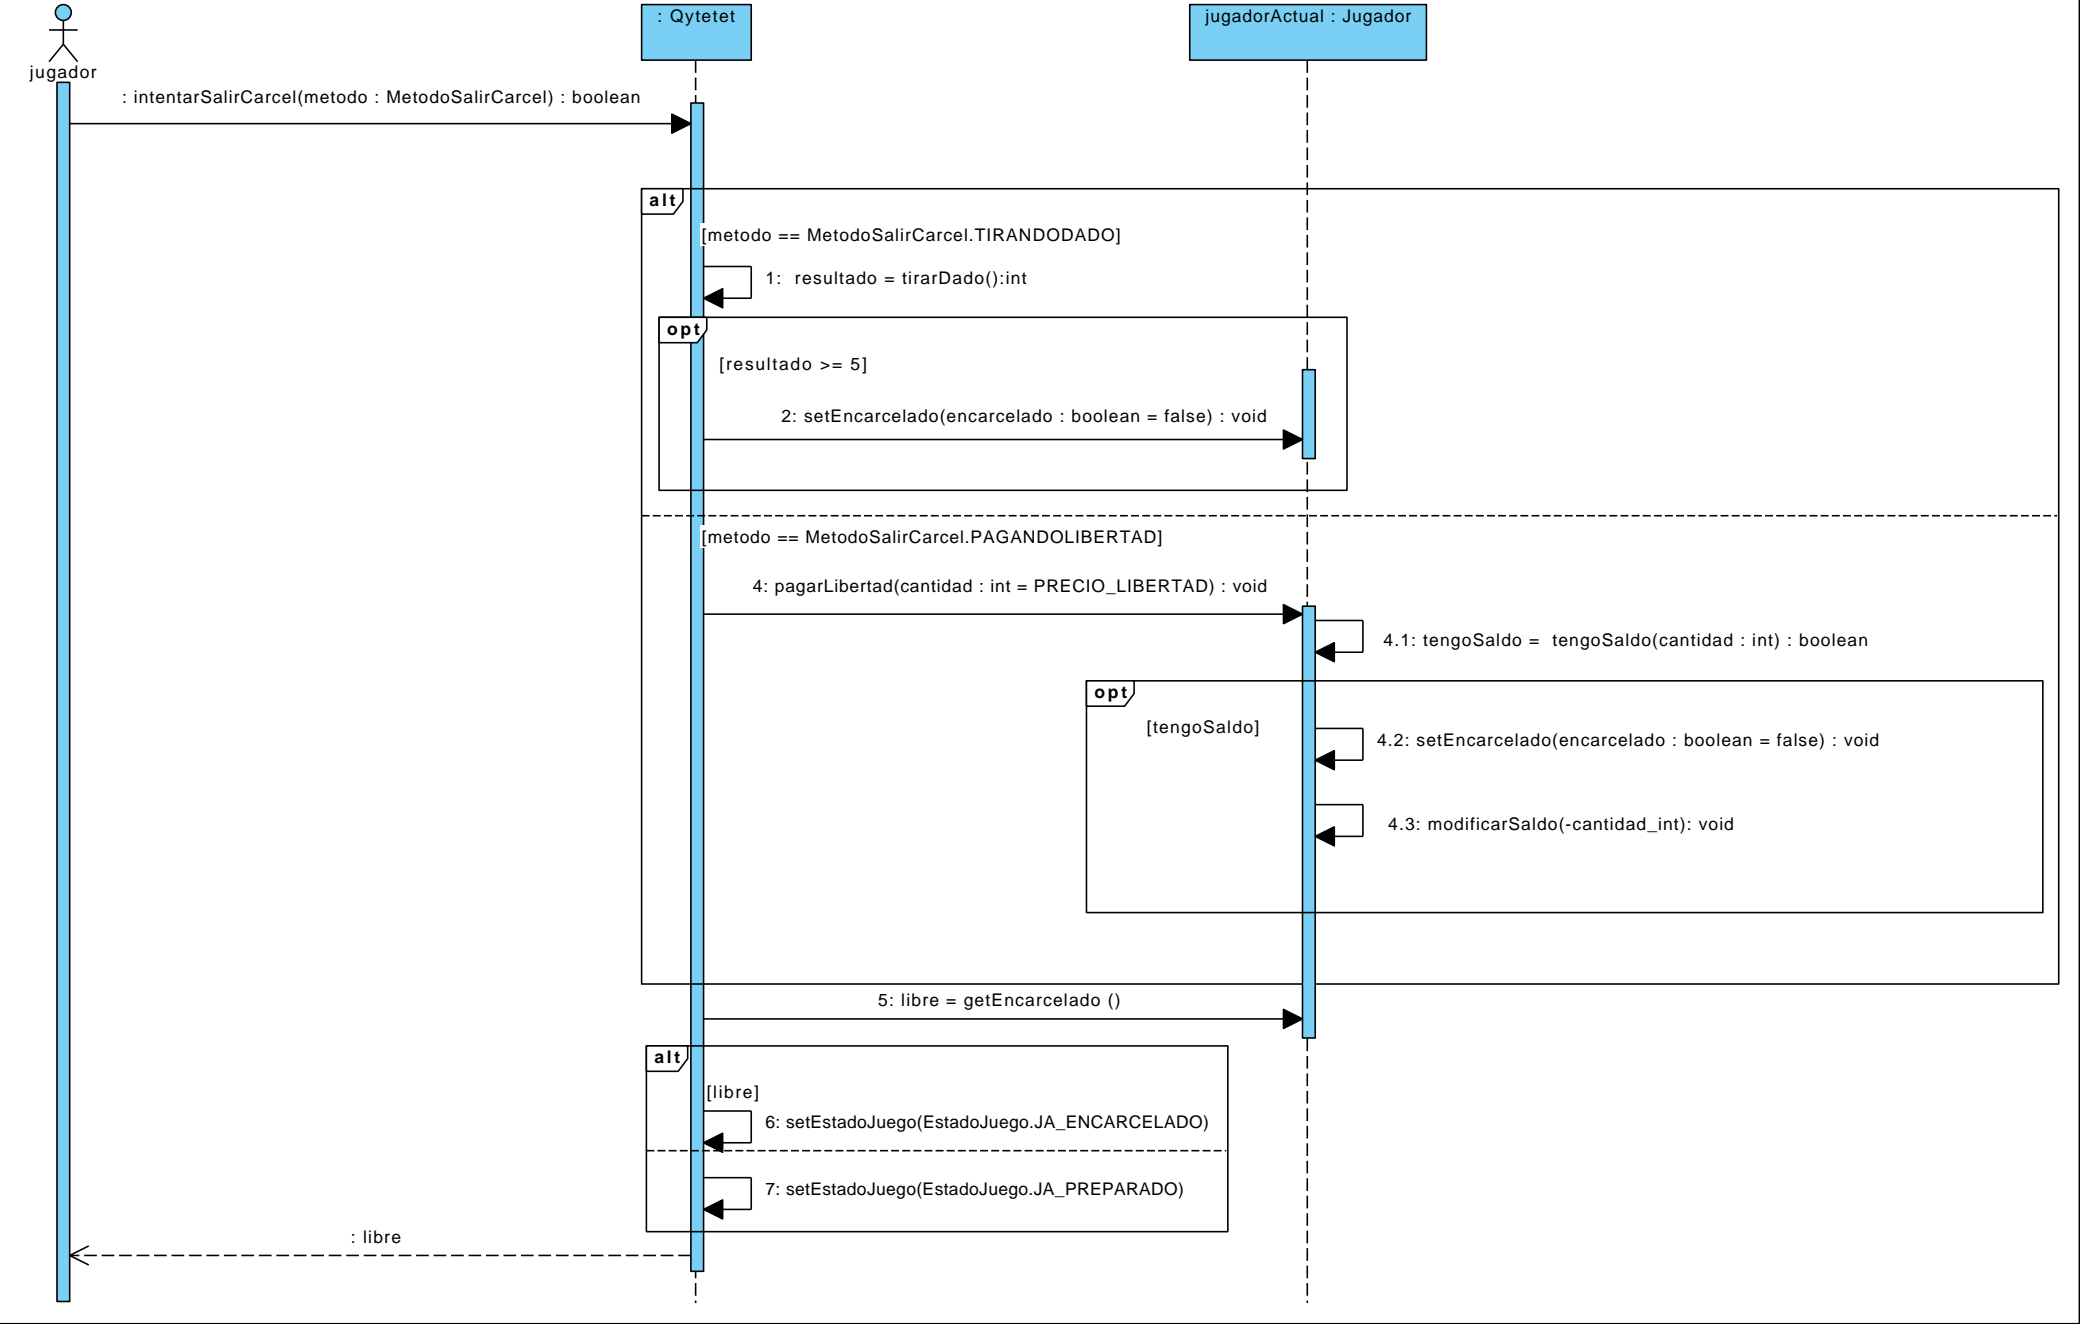 : Qytetet
jugadorActual : Jugador
jugador
: intentarSalirCarcel(metodo : MetodoSalirCarcel) : boolean
alt
[metodo == MetodoSalirCarcel.TIRANDODADO]
1:  resultado = tirarDado():int
opt
[resultado >= 5]
2: setEncarcelado(encarcelado : boolean = false) : void
[metodo == MetodoSalirCarcel.PAGANDOLIBERTAD]
4: pagarLibertad(cantidad : int = PRECIO_LIBERTAD) : void
4.1: tengoSaldo =  tengoSaldo(cantidad : int) : boolean
opt
[tengoSaldo]
4.2: setEncarcelado(encarcelado : boolean = false) : void
4.3: modificarSaldo(-cantidad_int): void
5: libre = getEncarcelado ()
alt
[libre]
6: setEstadoJuego(EstadoJuego.JA_ENCARCELADO)
7: setEstadoJuego(EstadoJuego.JA_PREPARADO)
: libre